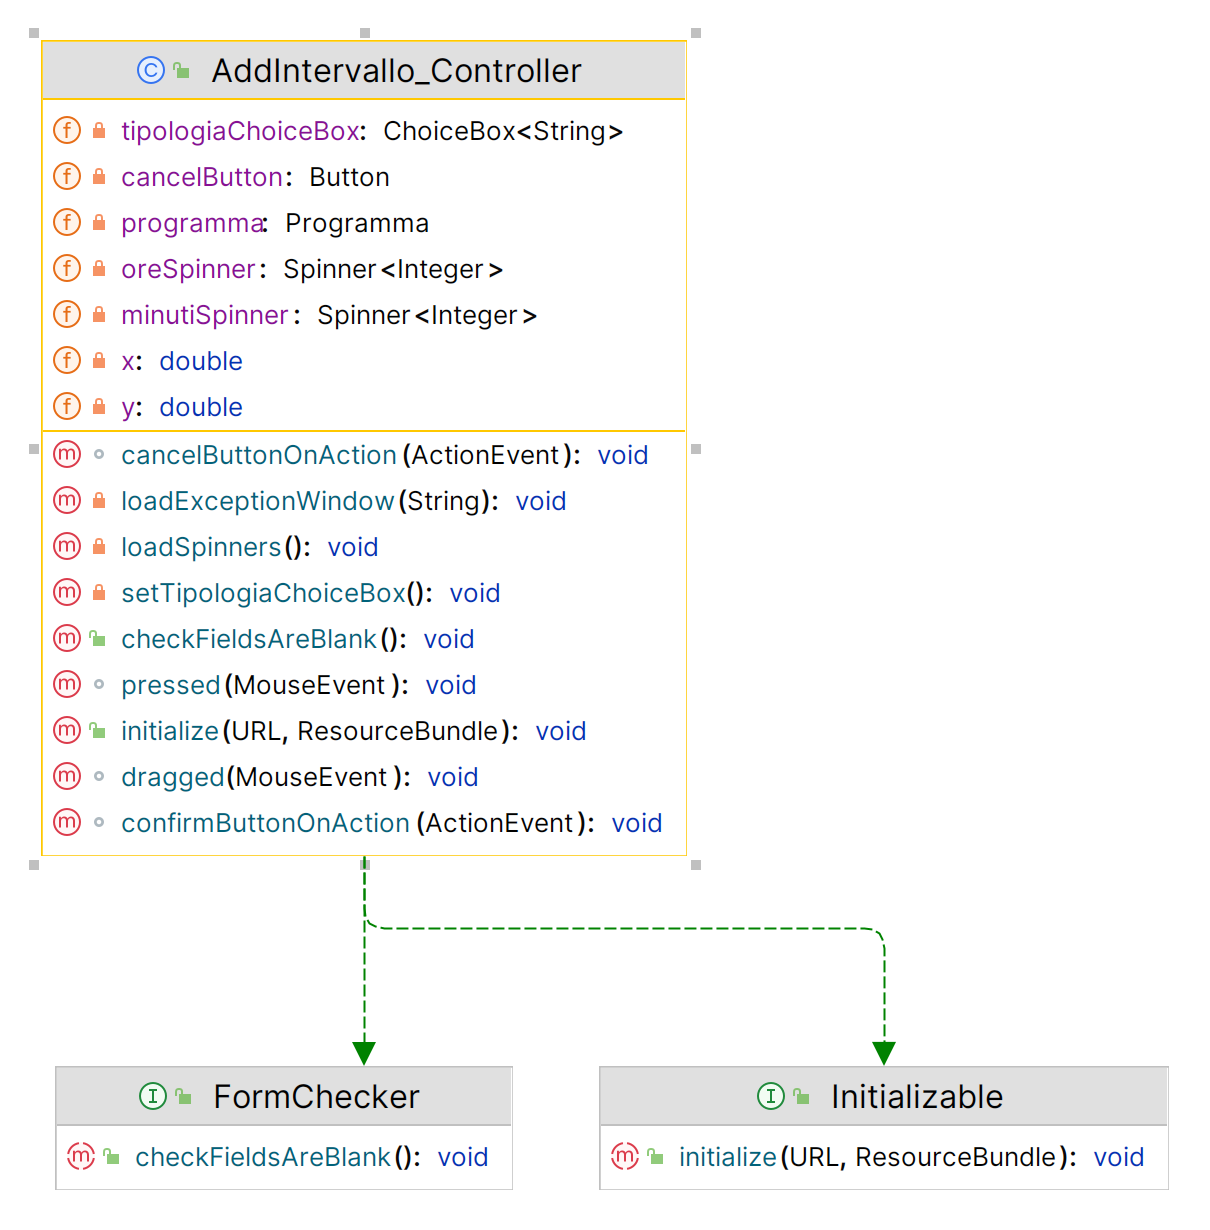 AddIntervallo_Controller
tipologiaChoiceBox: ChoiceBox<String>
cancelButton: Button
programma: Programma
oreSpinner: Spinner<Integer>
minutiSpinner: Spinner<Integer>
x: double
y: double
cancelButtonOnAction(ActionEvent): void
loadExceptionWindow(String): void
loadSpinners(): void
setTipologiaChoiceBox(): void
checkFieldsAreBlank(): void
pressed(MouseEvent): void
initialize(URL, ResourceBundle): void
dragged(MouseEvent): void
confirmButtonOnAction(ActionEvent): void
FormChecker
checkFieldsAreBlank(): void
Initializable
initialize(URL, ResourceBundle): void